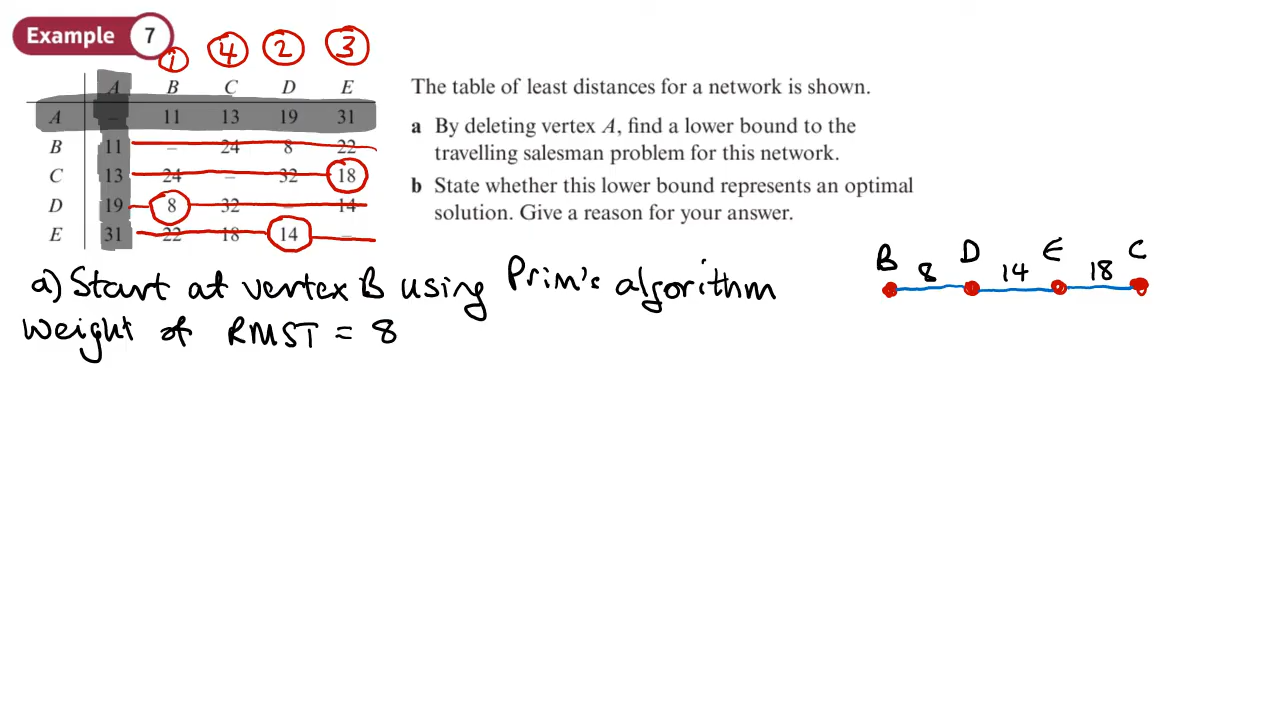 Example 7
1 4 2 3
A B C D E
A – 11 13 19 31
B 11 – 24 8 22
C 13 24 – 32 18
D 19 8 32 – 14
E 31 22 18 14 –
The table of least distances for a network is shown.
a By deleting vertex A, find a lower bound to the
travelling salesman problem for this network.
b State whether this lower bound represents an optimal
solution. Give a reason for your answer.
B D E C
8 14 18
a) Start at vertex B using Prim's algorithm
Weight of RMST = 8